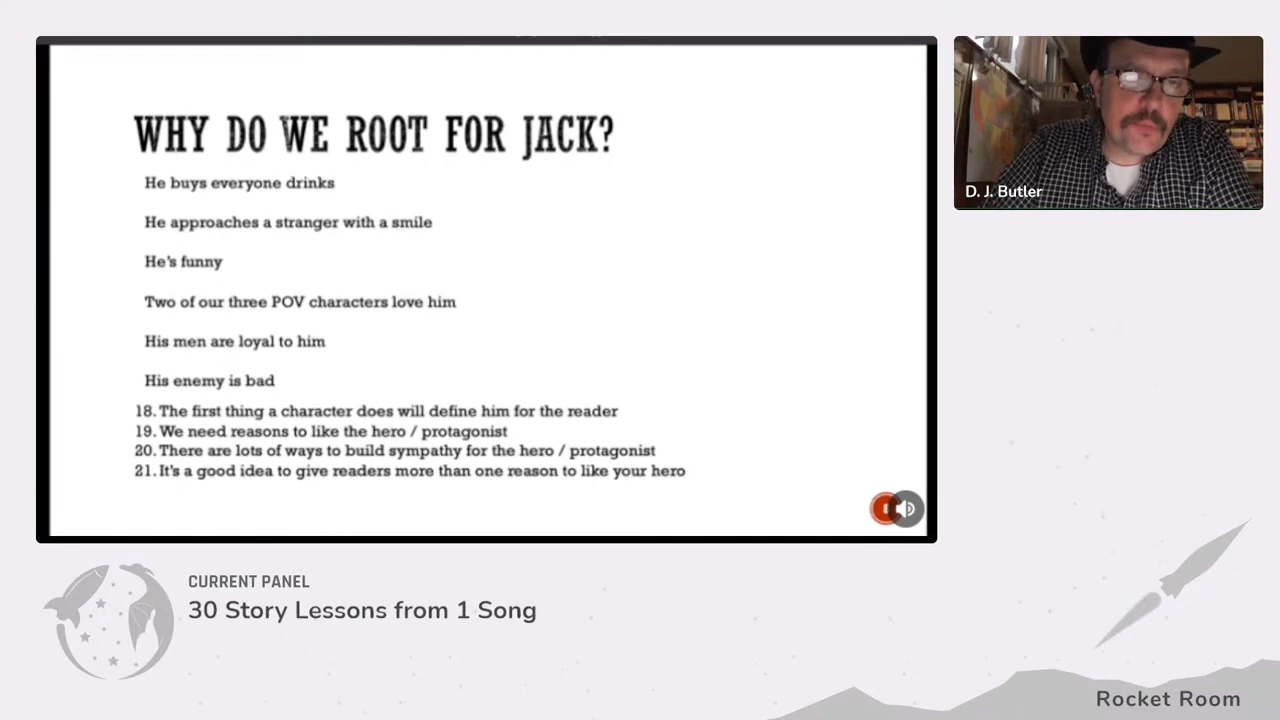 WHY DO WE ROOT FOR JACK?
He buys everyone drinks
He approaches a stranger with a smile
He's funny
Two of our three POV characters love him
His men are loyal to him
His enemy is bad
18. The first thing a character does will define him for the reader
19. We need reasons to like the hero / protagonist
20. There are lots of ways to build sympathy for the hero / protagonist
21. It's a good idea to give readers more than one reason to like your hero
D. J. Butler
CURRENT PANEL
30 Story Lessons from 1 Song
Rocket Room